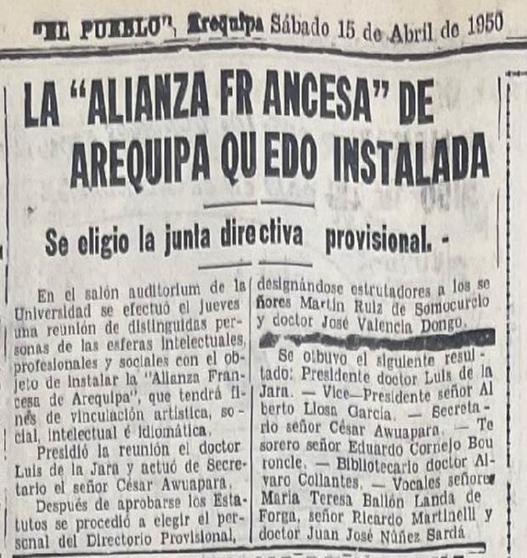 "EL PUEBLO", Arequipa Sábado 15 de Abril de 1950
LA "ALIANZA FR ANCESA" DE
AREQUIPA QU EDO INSTALADA
Se eligio la junta directiva provisional. -
En el salón auditorium de la
Universidad se efectuó el jueves
una reunión de distinguidas per-
sonas de las esferas intelectuales,
profesionales y sociales con el ob-
jeto de instalar la "Alianza Fran-
cesa de Arequipa", que tendrá fi-
nes de vinculación artística, so-
cial, intelectual e idiomática.
Presidió la reunión el doctor
Luis de la Jara y actuó de Secre-
tario el señor César Awuapara.
Después de aprobarse los Esta-
tutos se procedió a elegir el per-
sonal del Directorio Provisional,
designándose escrutadores a los se
ñores Martín Ruiz de Somocurcio
y doctor José Valencia Dongo.
Se obtuvo el siguiente resul-
tado: Presidente doctor Luis de la
Jara. — Vice—Presidente señor Al
berto Llosa García. — Secreta-
rio señor César Awuapara. — Te
sorero señor Eduardo Cornejo Bou
roncle. — Bibliotecario doctor Al-
varo Collantes. — Vocales señores
María Teresa Ballón Landa de
Forga, señor Ricardo Martinelli y
doctor Juan José Núñez Sardá